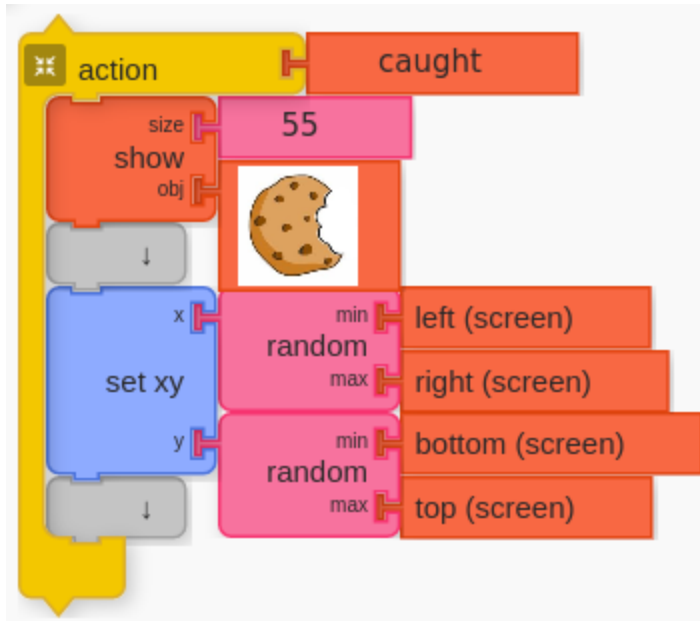 action caught
size 55
show
obj
↓
x
random
min left (screen)
max right (screen)
set xy
y
random
min bottom (screen)
max top (screen)
↓